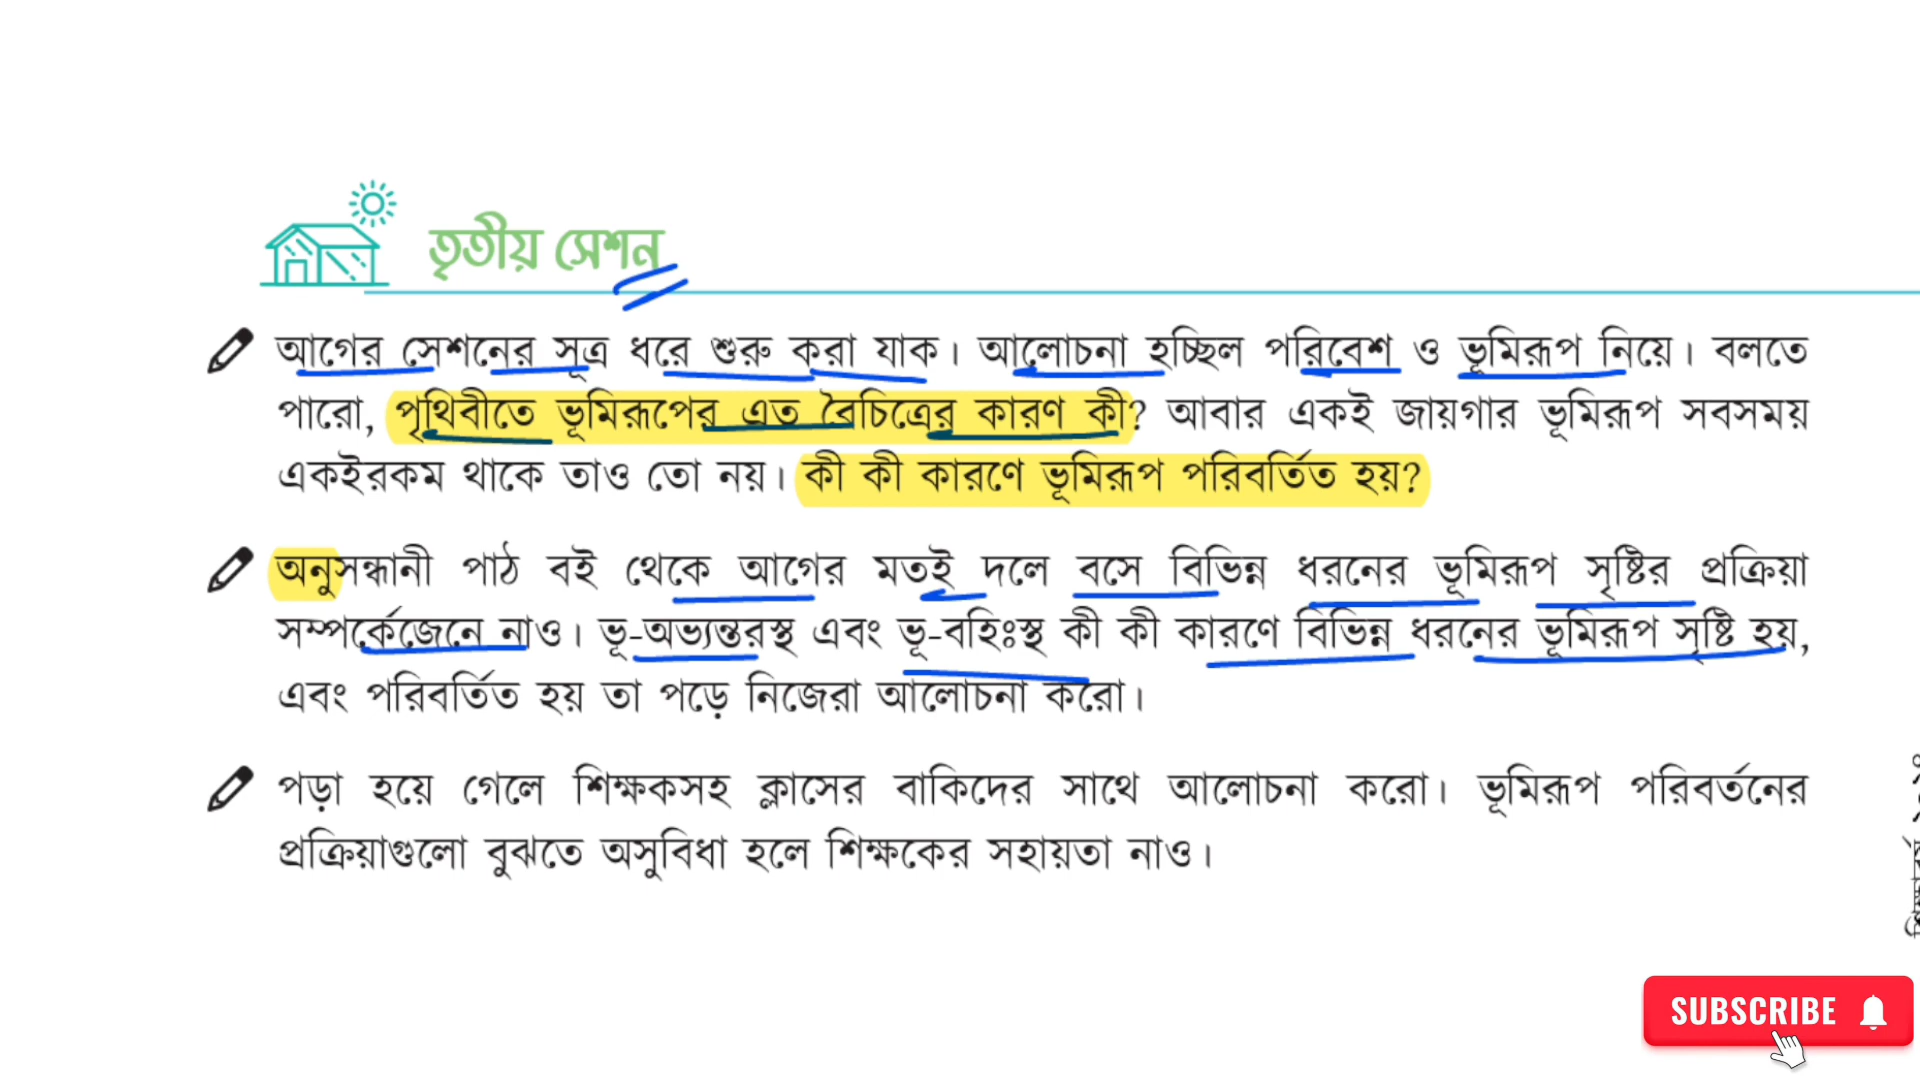 তৃতীয় সেশন
আগের সেশনের সূত্র ধরে শুরু করা যাক। আলোচনা হচ্ছিল পরিবেশ ও ভূমিরূপ নিয়ে। বলতে
পারো, পৃথিবীতে ভূমিরূপের এত বৈচিত্রের কারণ কী? আবার একই জায়গার ভূমিরূপ সবসময়
একইরকম থাকে তাও তো নয়। কী কী কারণে ভূমিরূপ পরিবর্তিত হয়?
অনুসন্ধানী পাঠ বই থেকে আগের মতই দলে বসে বিভিন্ন ধরনের ভূমিরূপ সৃষ্টির প্রক্রিয়া
সম্পর্কেজেনে নাও। ভূ-অভ্যন্তরস্থ এবং ভূ-বহিঃস্থ কী কী কারণে বিভিন্ন ধরনের ভূমিরূপ সৃষ্টি হয়,
এবং পরিবর্তিত হয় তা পড়ে নিজেরা আলোচনা করো।
পড়া হয়ে গেলে শিক্ষকসহ ক্লাসের বাকিদের সাথে আলোচনা করো। ভূমিরূপ পরিবর্তনের
প্রক্রিয়াগুলো বুঝতে অসুবিধা হলে শিক্ষকের সহায়তা নাও।
SUBSCRIBE